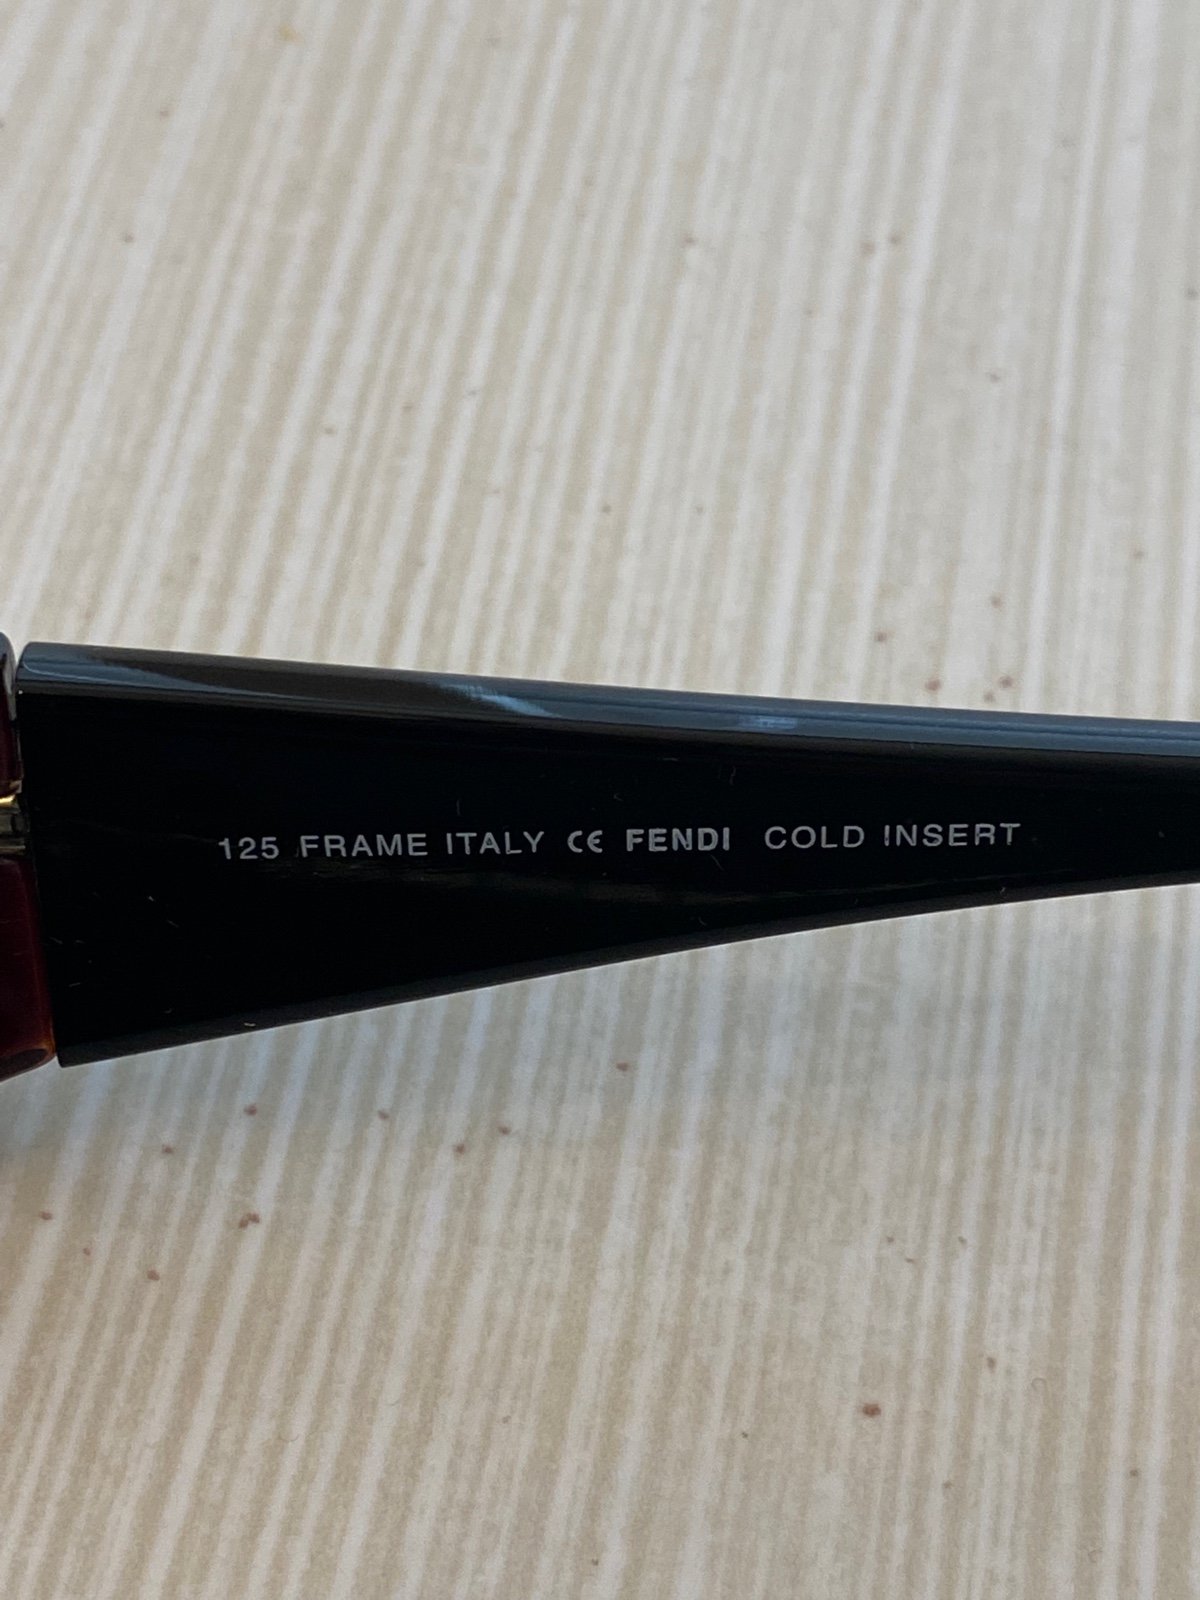 125 FRAME ITALY CE FENDI COLD INSERT